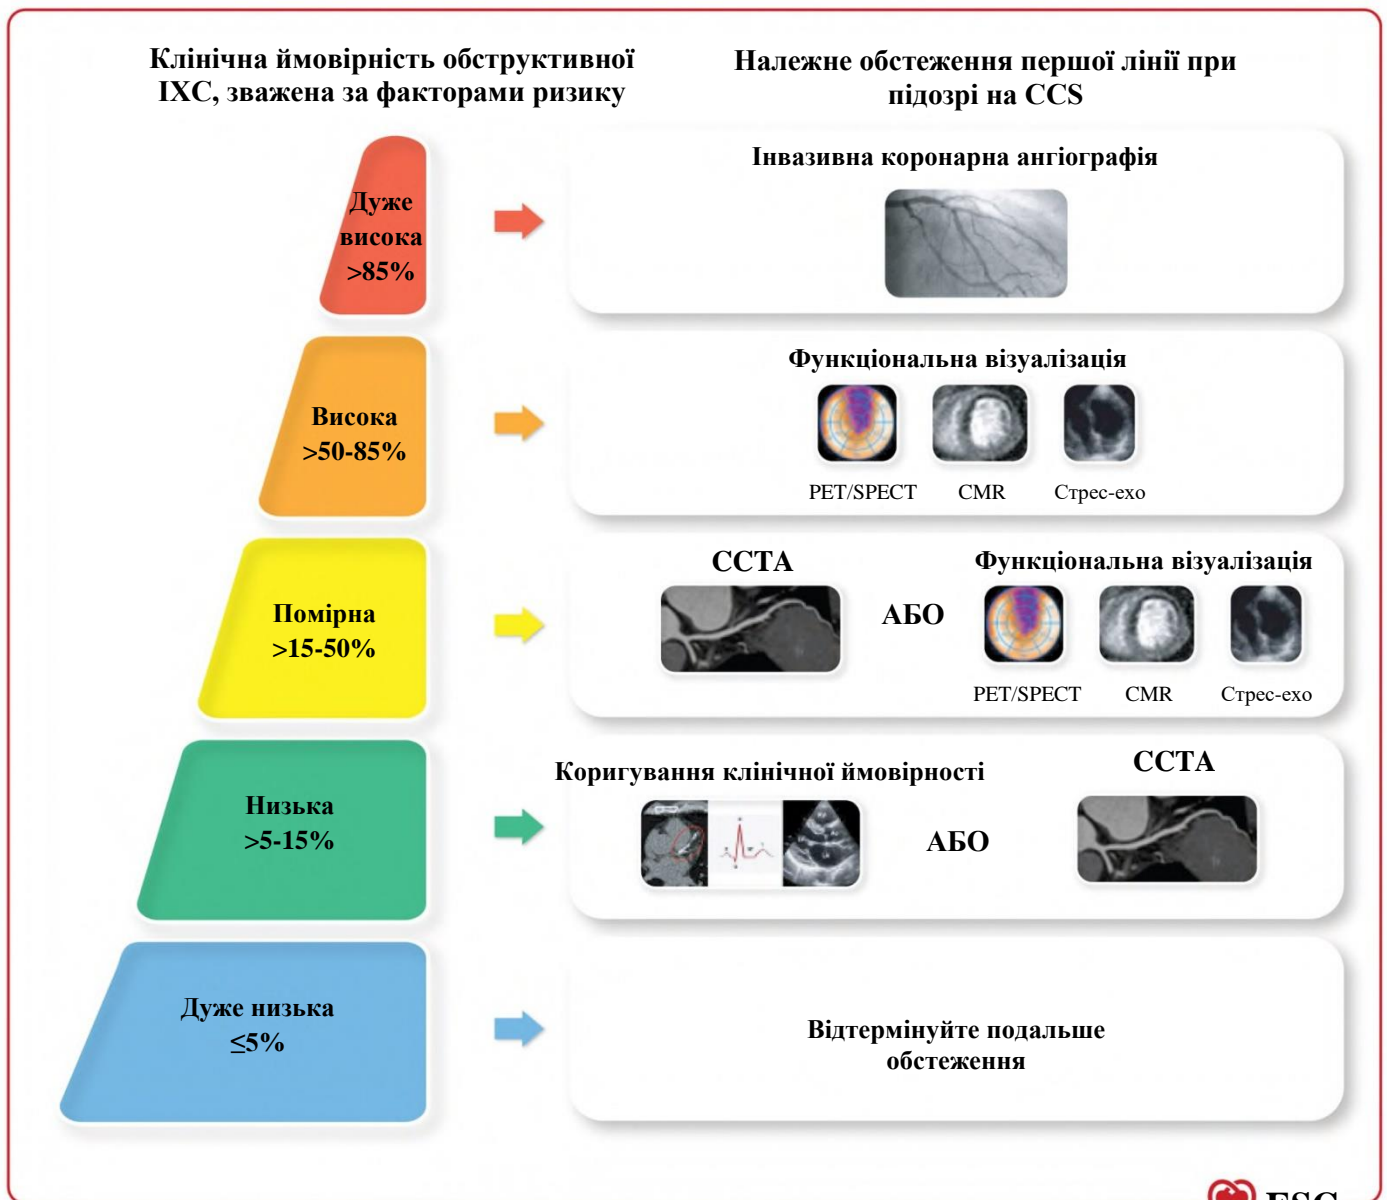 Клінічна ймовірність обструктивної
ІХС, зважена за факторами ризику
Належне обстеження першої лінії при
підозрі на CCS
Дуже
висока
>85%
Інвазивна коронарна ангіографія
Висока
>50-85%
Функціональна візуалізація
PET/SPECT
CMR
Стрес-ехо
Помірна
>15-50%
CCTA
АБО
Функціональна візуалізація
PET/SPECT
CMR
Стрес-ехо
Низька
>5-15%
Коригування клінічної ймовірності
АБО
CCTA
Дуже низька
≤5%
Відтермінуйте подальше
обстеження
ESC